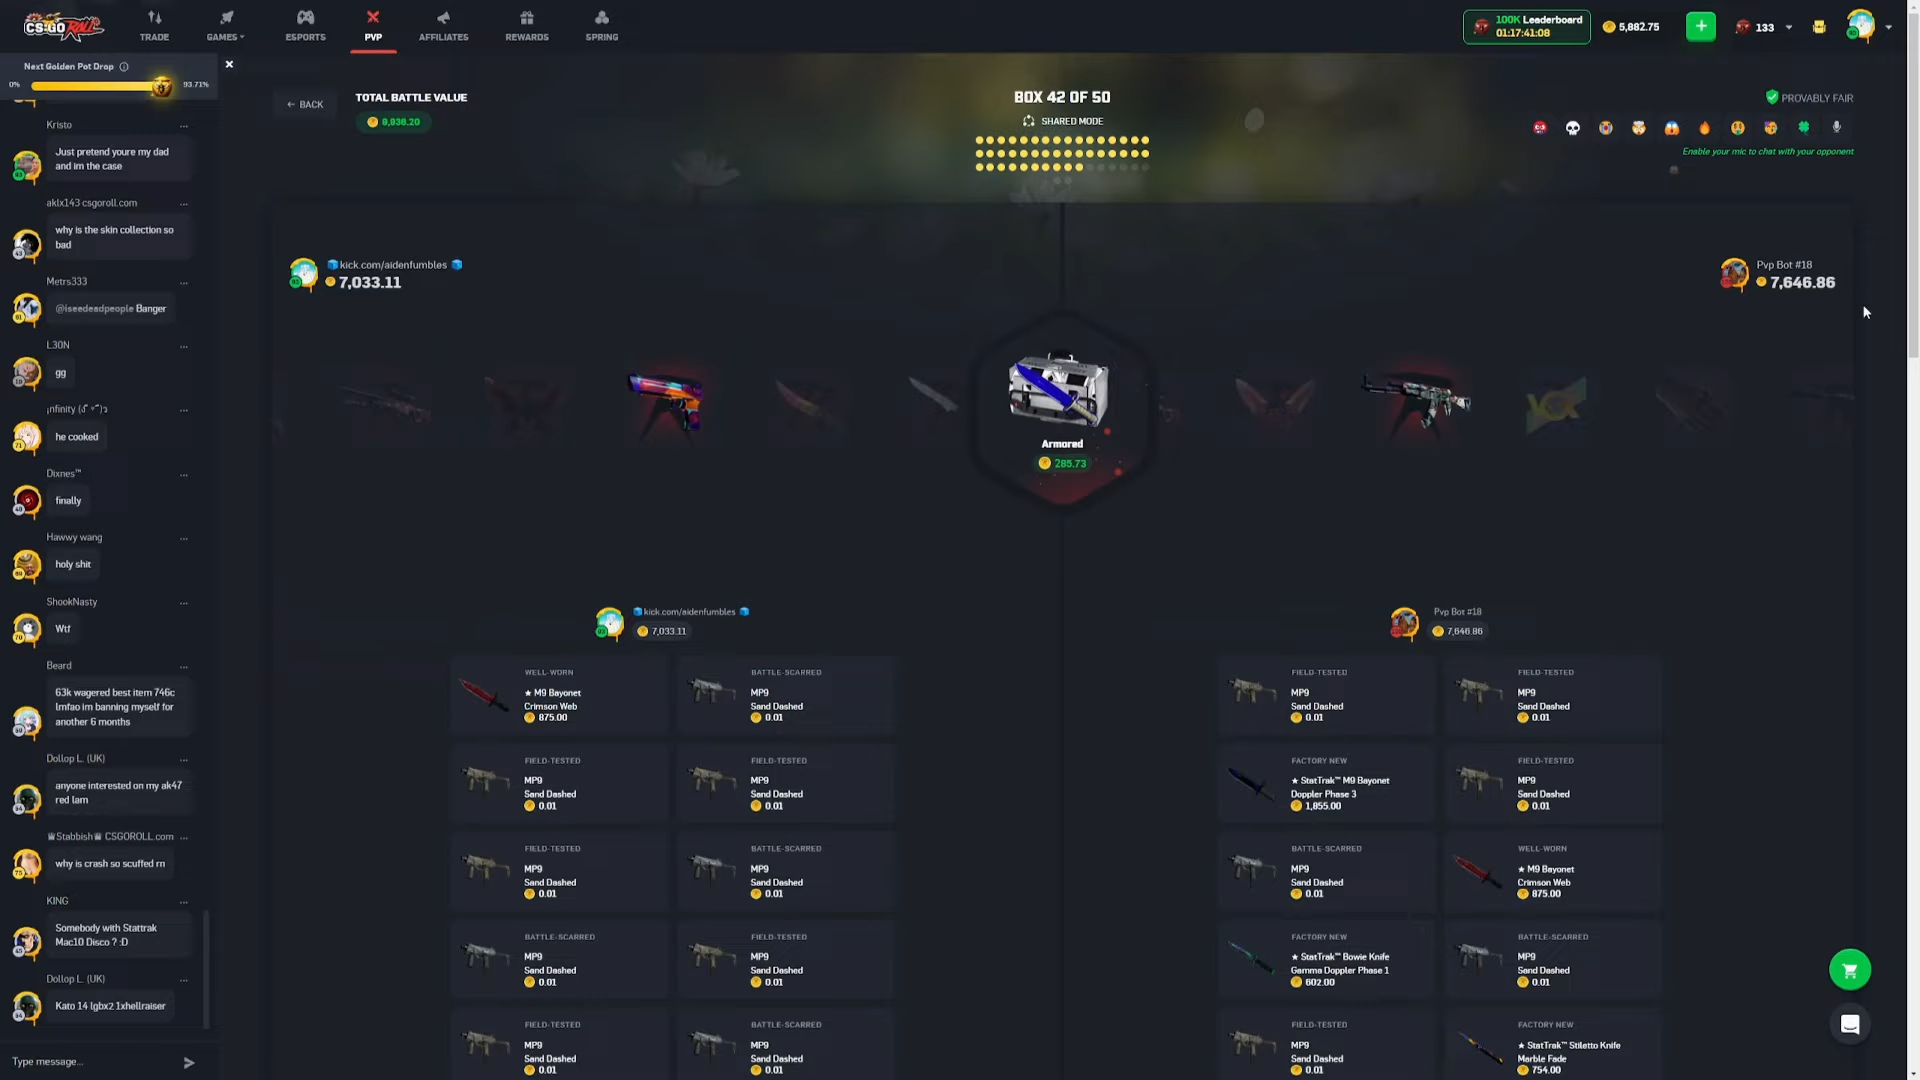 CS:GO ROLL
TRADE
GAMES
ESPORTS
PVP
AFFILIATES
REWARDS
SPRING
100K Leaderboard
01:17:41:08
5,882.75
133
Next Golden Pot Drop
0%
93.71%
BACK
TOTAL BATTLE VALUE
BOX 42 OF 50
SHARED MODE
PROVABLY FAIR
Enable your mic to chat with your opponent
Kristo
Just pretend youre my dad
and im the case
aklx143 csgoroll.com
why is the skin collection so
bad
Metrs333
@iseedeadpeople Banger
L30N
gg
he cooked
Dixnes™
finally
Hawwy wang
holy shit
ShookNasty
Wtf
Beard
63k wagered best item 746c
lmfao im banning myself for
another 6 months
Dollop L. (UK)
anyone interested on my ak47
red lam
♛Stabbish♛ CSGOROLL.com
why is crash so scuffed rn
KING
Somebody with Stattrak
Mac10 Disco ? :D
Dollop L. (UK)
Kato 14 lgbx2 1xhellraiser
Type message...
kick.com/aidenfumbles
7,033.11
Pvp Bot #18
7,646.86
Armored
285.73
kick.com/aidenfumbles
7,033.11
Pvp Bot #18
7,646.86
WELL-WORN
★ M9 Bayonet
Crimson Web
875.00
BATTLE-SCARRED
MP9
Sand Dashed
0.01
FIELD-TESTED
MP9
Sand Dashed
0.01
FIELD-TESTED
MP9
Sand Dashed
0.01
FIELD-TESTED
MP9
Sand Dashed
0.01
FIELD-TESTED
MP9
Sand Dashed
0.01
FACTORY NEW
★ StatTrak™ M9 Bayonet
Doppler Phase 3
1,855.00
FIELD-TESTED
MP9
Sand Dashed
0.01
FIELD-TESTED
MP9
Sand Dashed
0.01
BATTLE-SCARRED
MP9
Sand Dashed
0.01
BATTLE-SCARRED
MP9
Sand Dashed
0.01
WELL-WORN
★ M9 Bayonet
Crimson Web
875.00
BATTLE-SCARRED
MP9
Sand Dashed
0.01
FIELD-TESTED
MP9
Sand Dashed
0.01
FACTORY NEW
★ StatTrak™ Bowie Knife
Gamma Doppler Phase 1
602.00
BATTLE-SCARRED
MP9
Sand Dashed
0.01
FIELD-TESTED
MP9
Sand Dashed
0.01
BATTLE-SCARRED
MP9
Sand Dashed
0.01
FIELD-TESTED
MP9
Sand Dashed
0.01
FACTORY NEW
★ StatTrak™ Stiletto Knife
Marble Fade
754.00